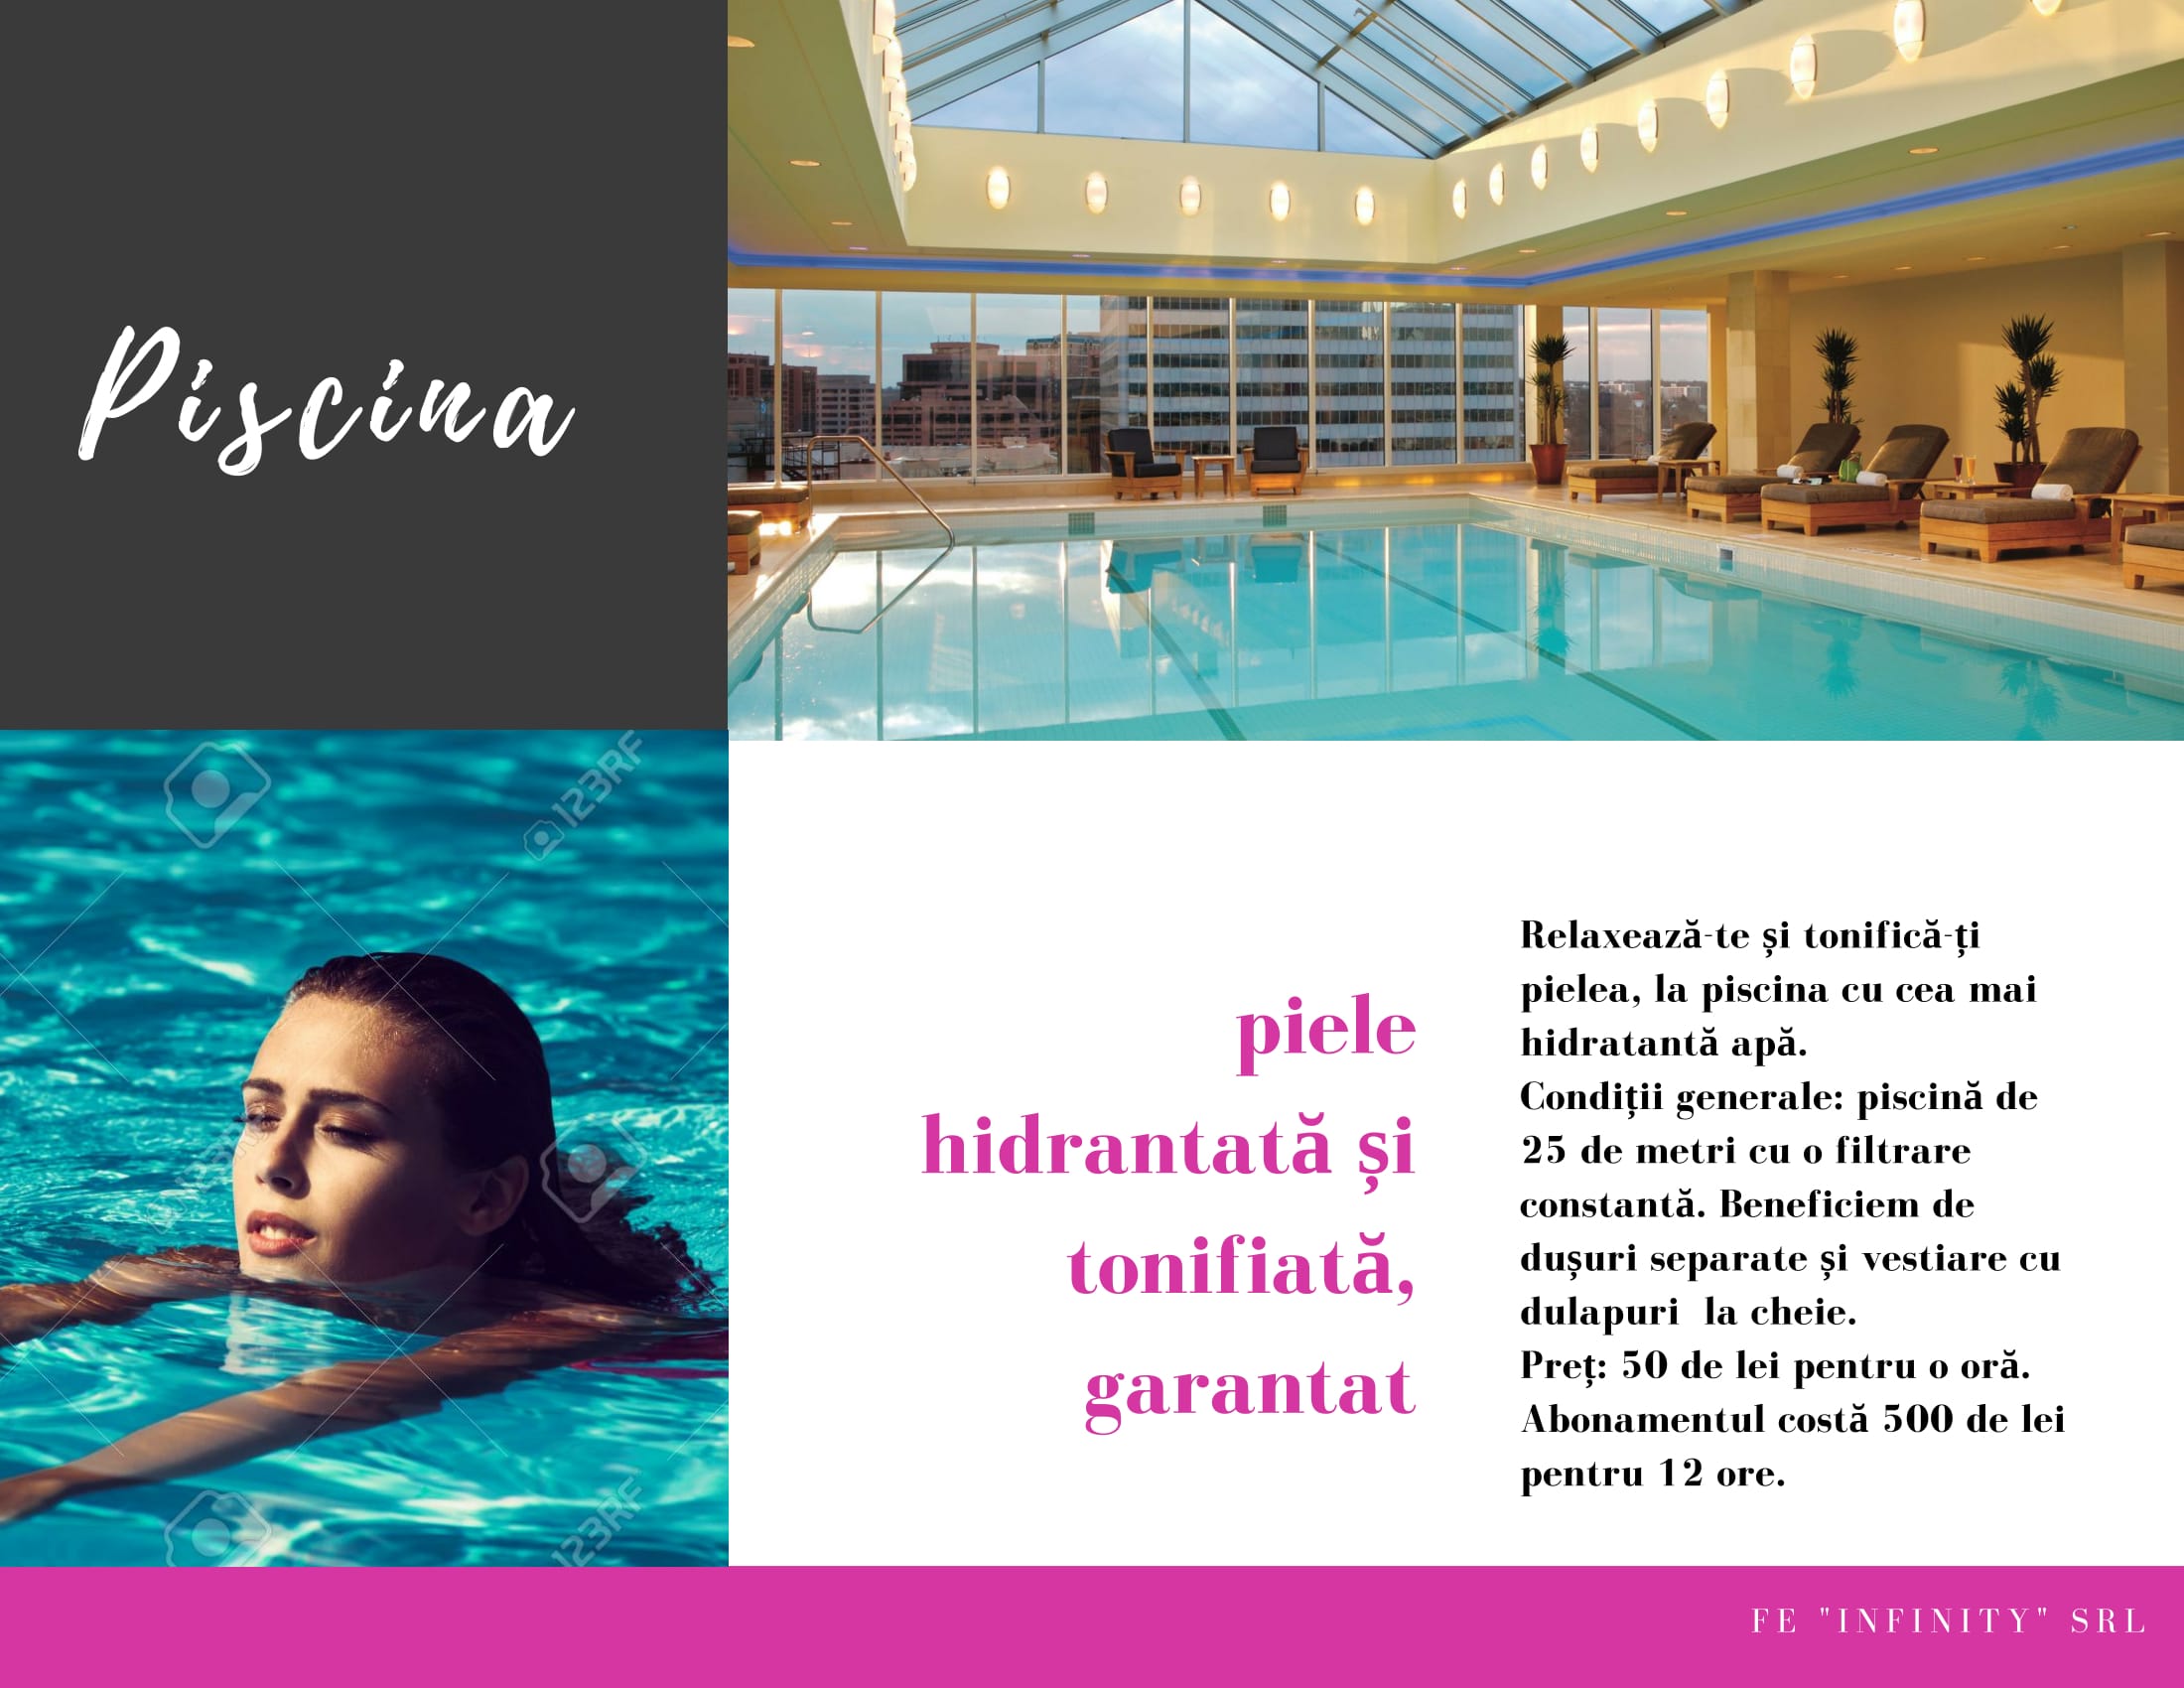 Piscina
123RF
piele
hidrantată și
tonifiată,
garantat
Relaxează-te și tonifică-ți
pielea, la piscina cu cea mai
hidratantă apă.
Condiții generale: piscină de
25 de metri cu o filtrare
constantă. Beneficiem de
dușuri separate și vestiare cu
dulapuri  la cheie.
Preț: 50 de lei pentru o oră.
Abonamentul costă 500 de lei
pentru 12 ore.
123RF
FE "INFINITY" SRL